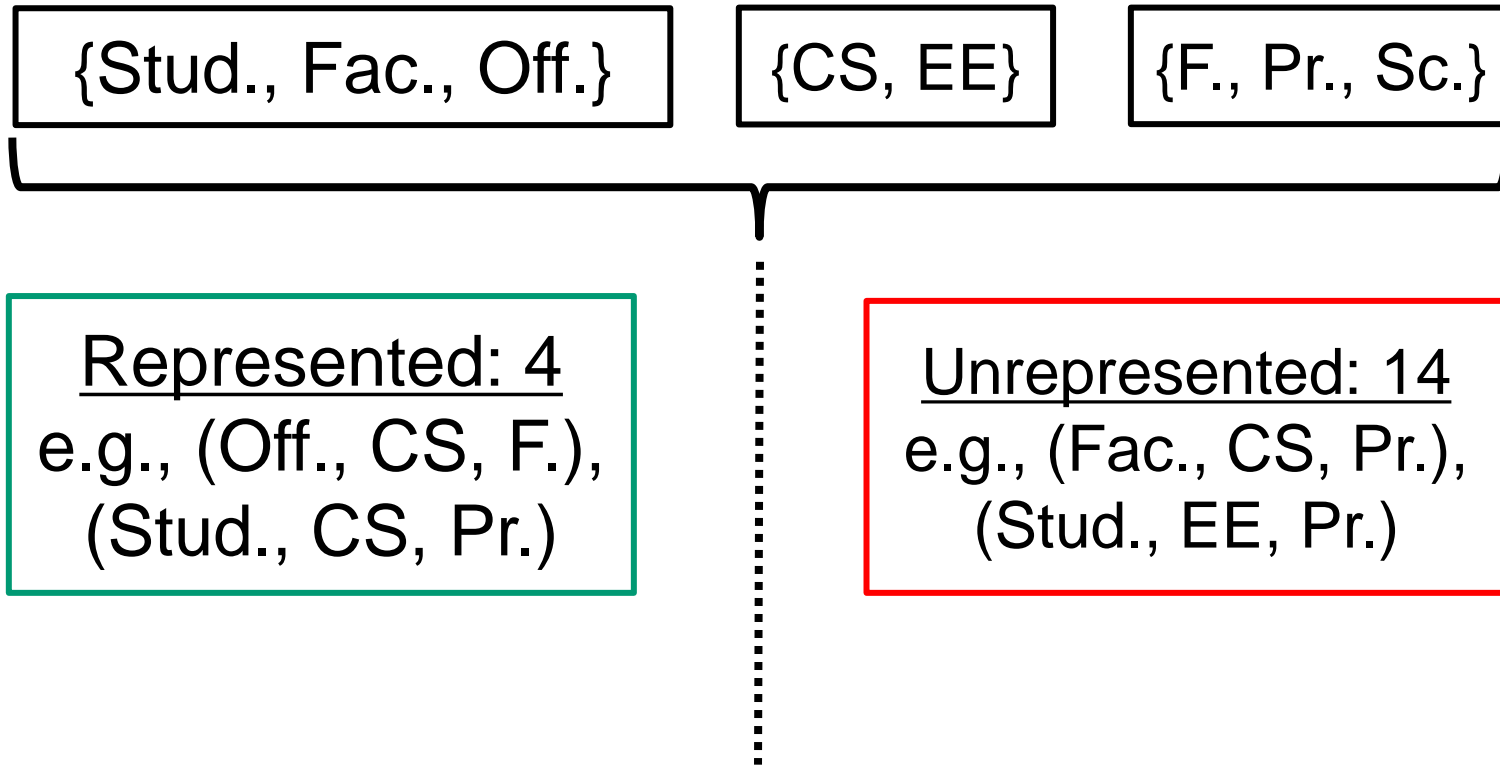 {Stud., Fac., Off.} {CS, EE} {F., Pr., Sc.}
Represented: 4
e.g., (Off., CS, F.),
(Stud., CS, Pr.)
Unrepresented: 14
e.g., (Fac., CS, Pr.),
(Stud., EE, Pr.)